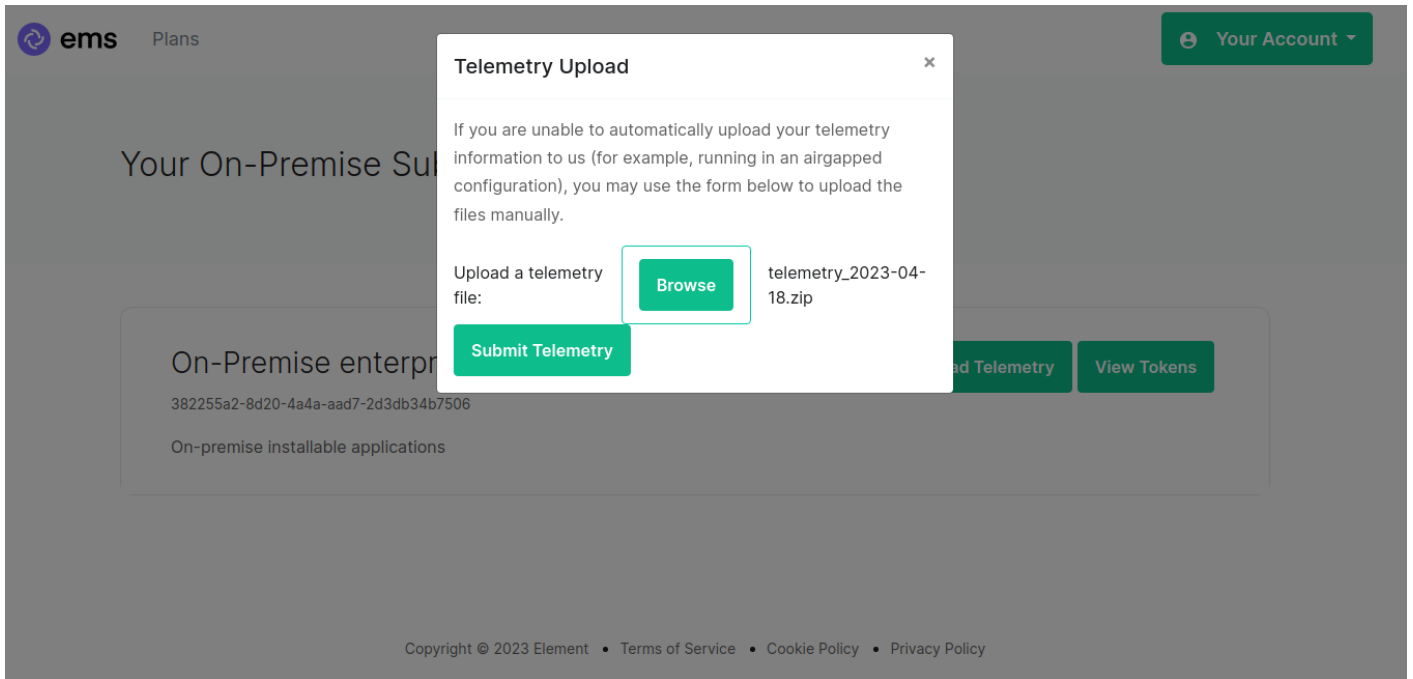 ems Plans Your Account
Telemetry Upload ×
If you are unable to automatically upload your telemetry
information to us (for example, running in an airgapped
configuration), you may use the form below to upload the
files manually.
Upload a telemetry
file:
Browse
telemetry_2023-04-
18.zip
Submit Telemetry
Your On-Premise
On-Premise
Telemetry View Tokens
382255a2-8d20-4a4a-aad7-2d3db34b7506
On-premise installable applications
Copyright © 2023 Element • Terms of Service • Cookie Policy • Privacy Policy